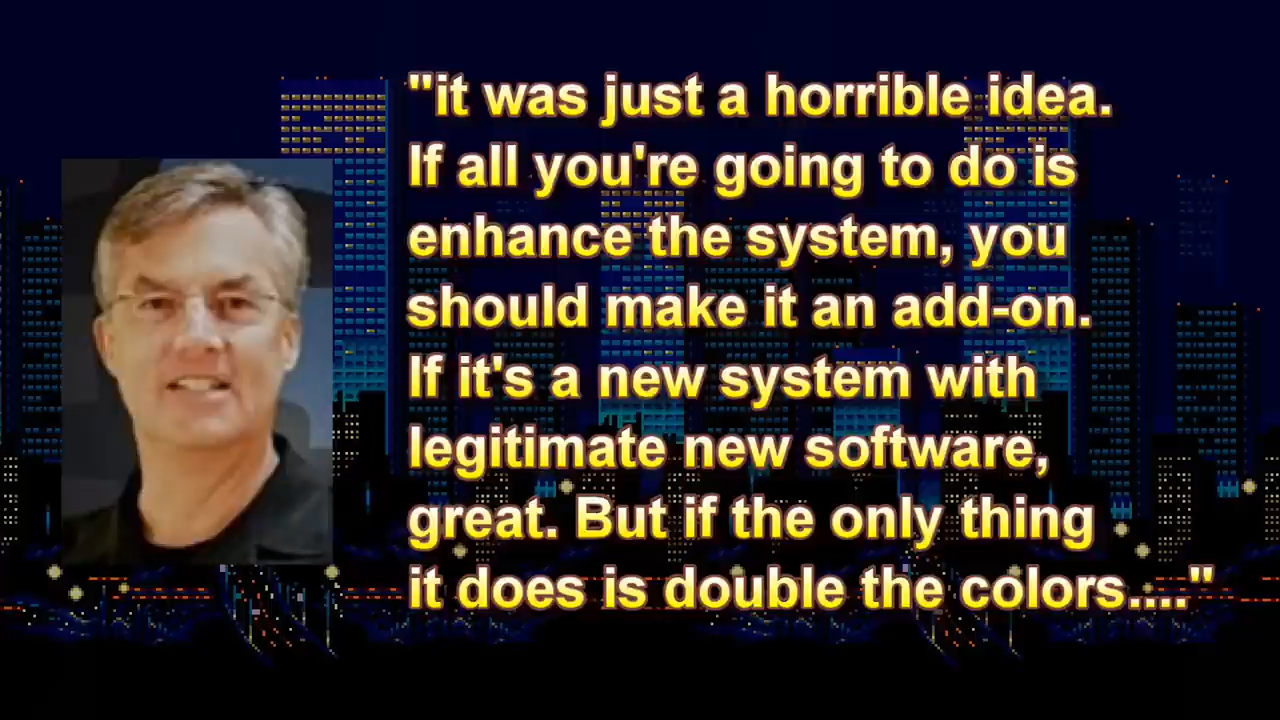 "it was just a horrible idea.
If all you're going to do is
enhance the system, you
should make it an add-on.
If it's a new system with
legitimate new software,
great. But if the only thing
it does is double the colors...."